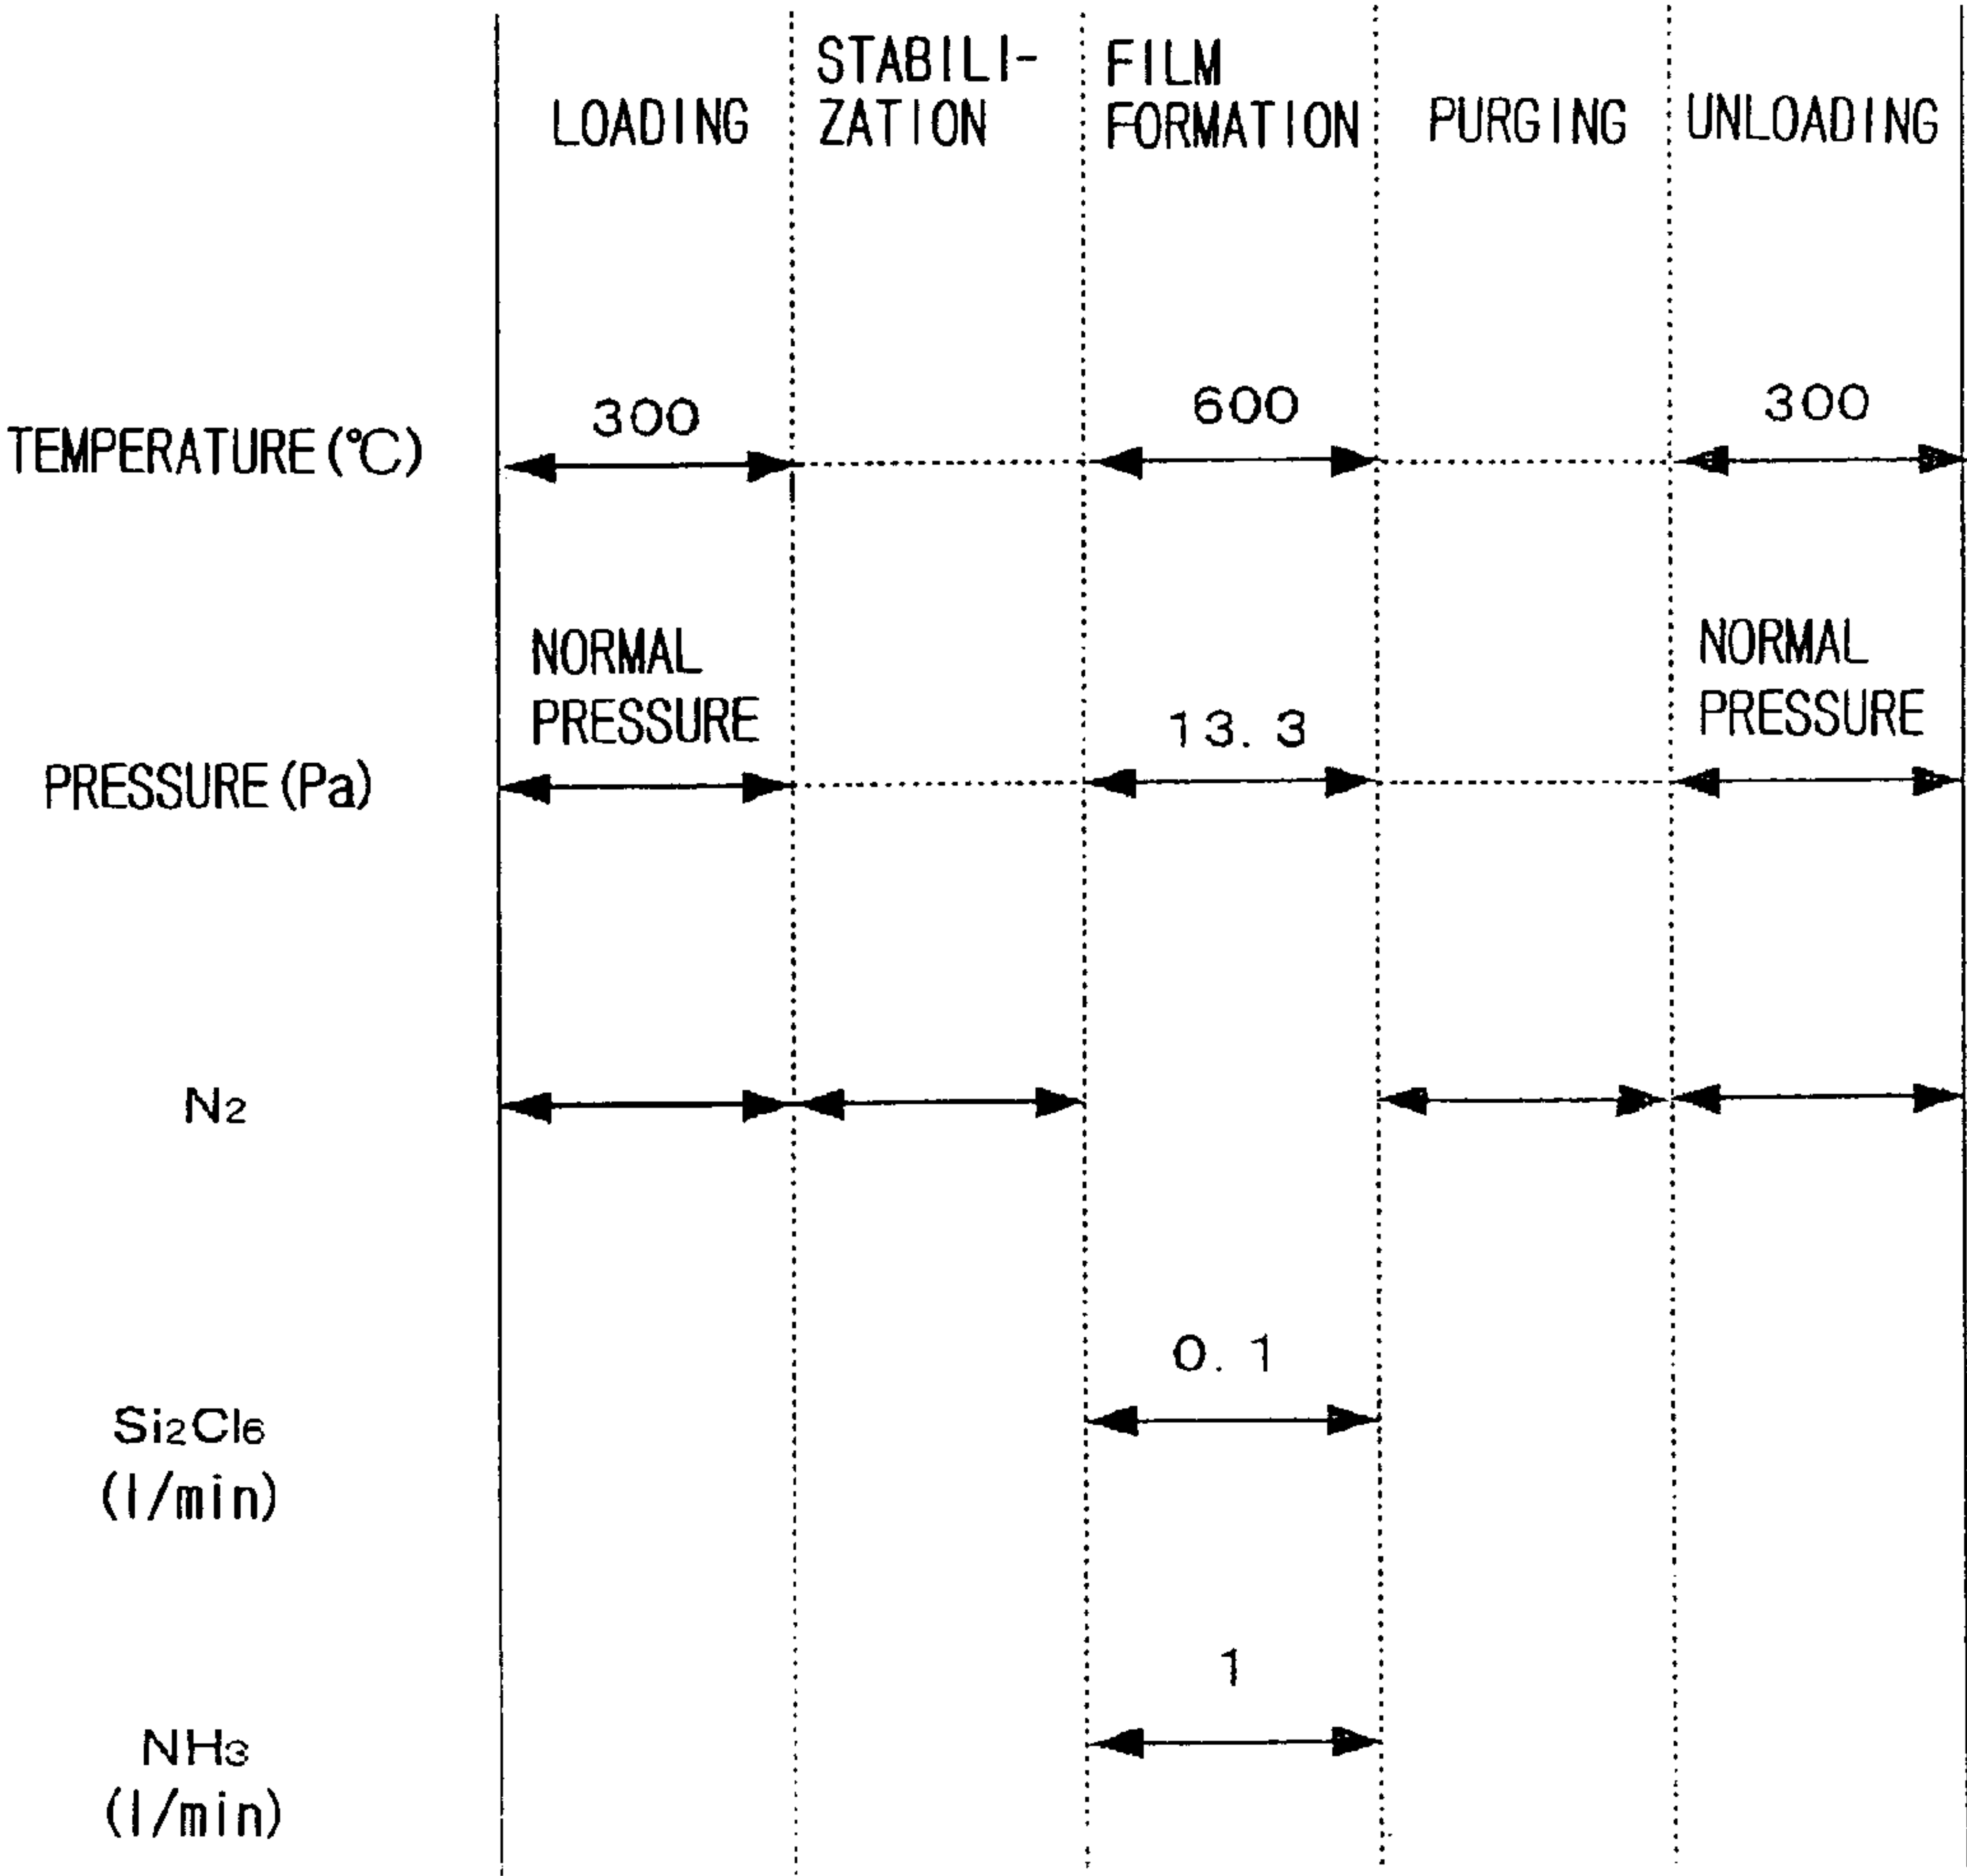 STABILI-
ZATION
FILM
FORMATION
LOADING
PURGING
UNLOADING
TEMPERATURE (℃)
300
600
300
PRESSURE (Pa)
NORMAL
PRESSURE
13.3
NORMAL
PRESSURE
N2
Si2Cl6
(l/min)
0.1
NH3
(l/min)
1